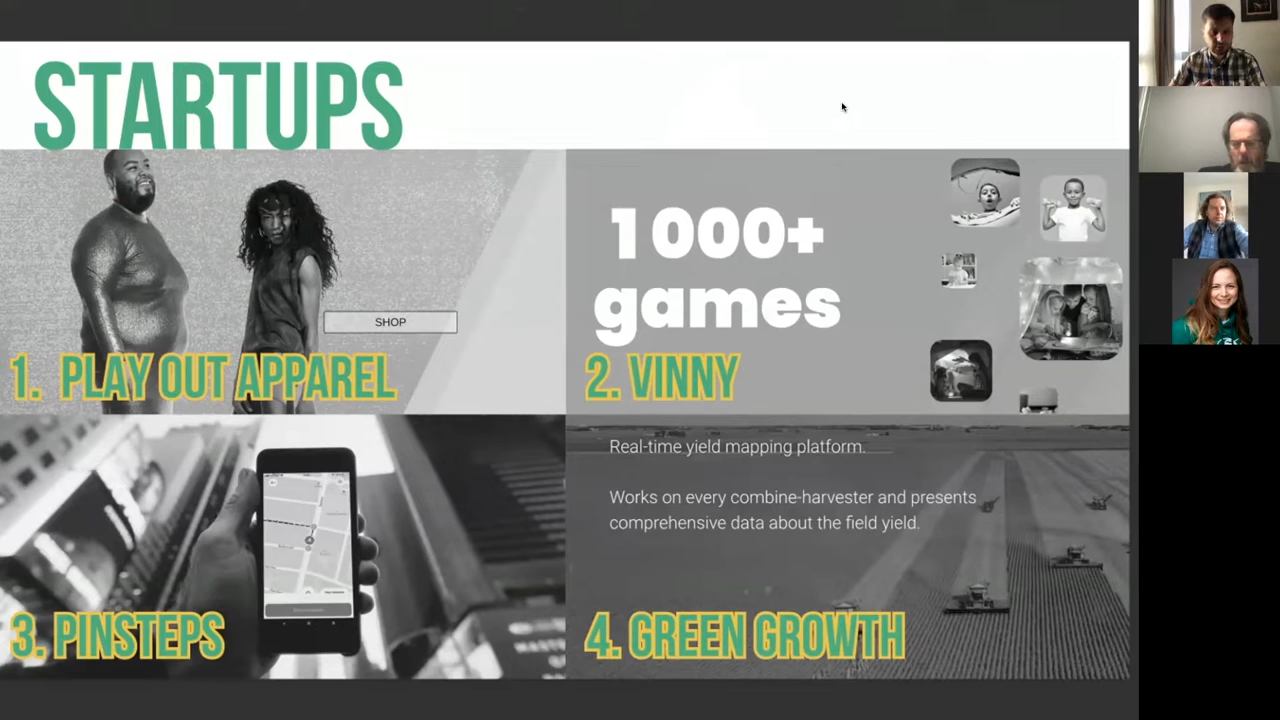 STARTUPS
SHOP
1. PLAY OUT APPAREL
1000+
games
2. VINNY
3. PINSTEPS
Real-time yield mapping platform.
Works on every combine-harvester and presents
comprehensive data about the field yield.
4. GREEN GROWTH